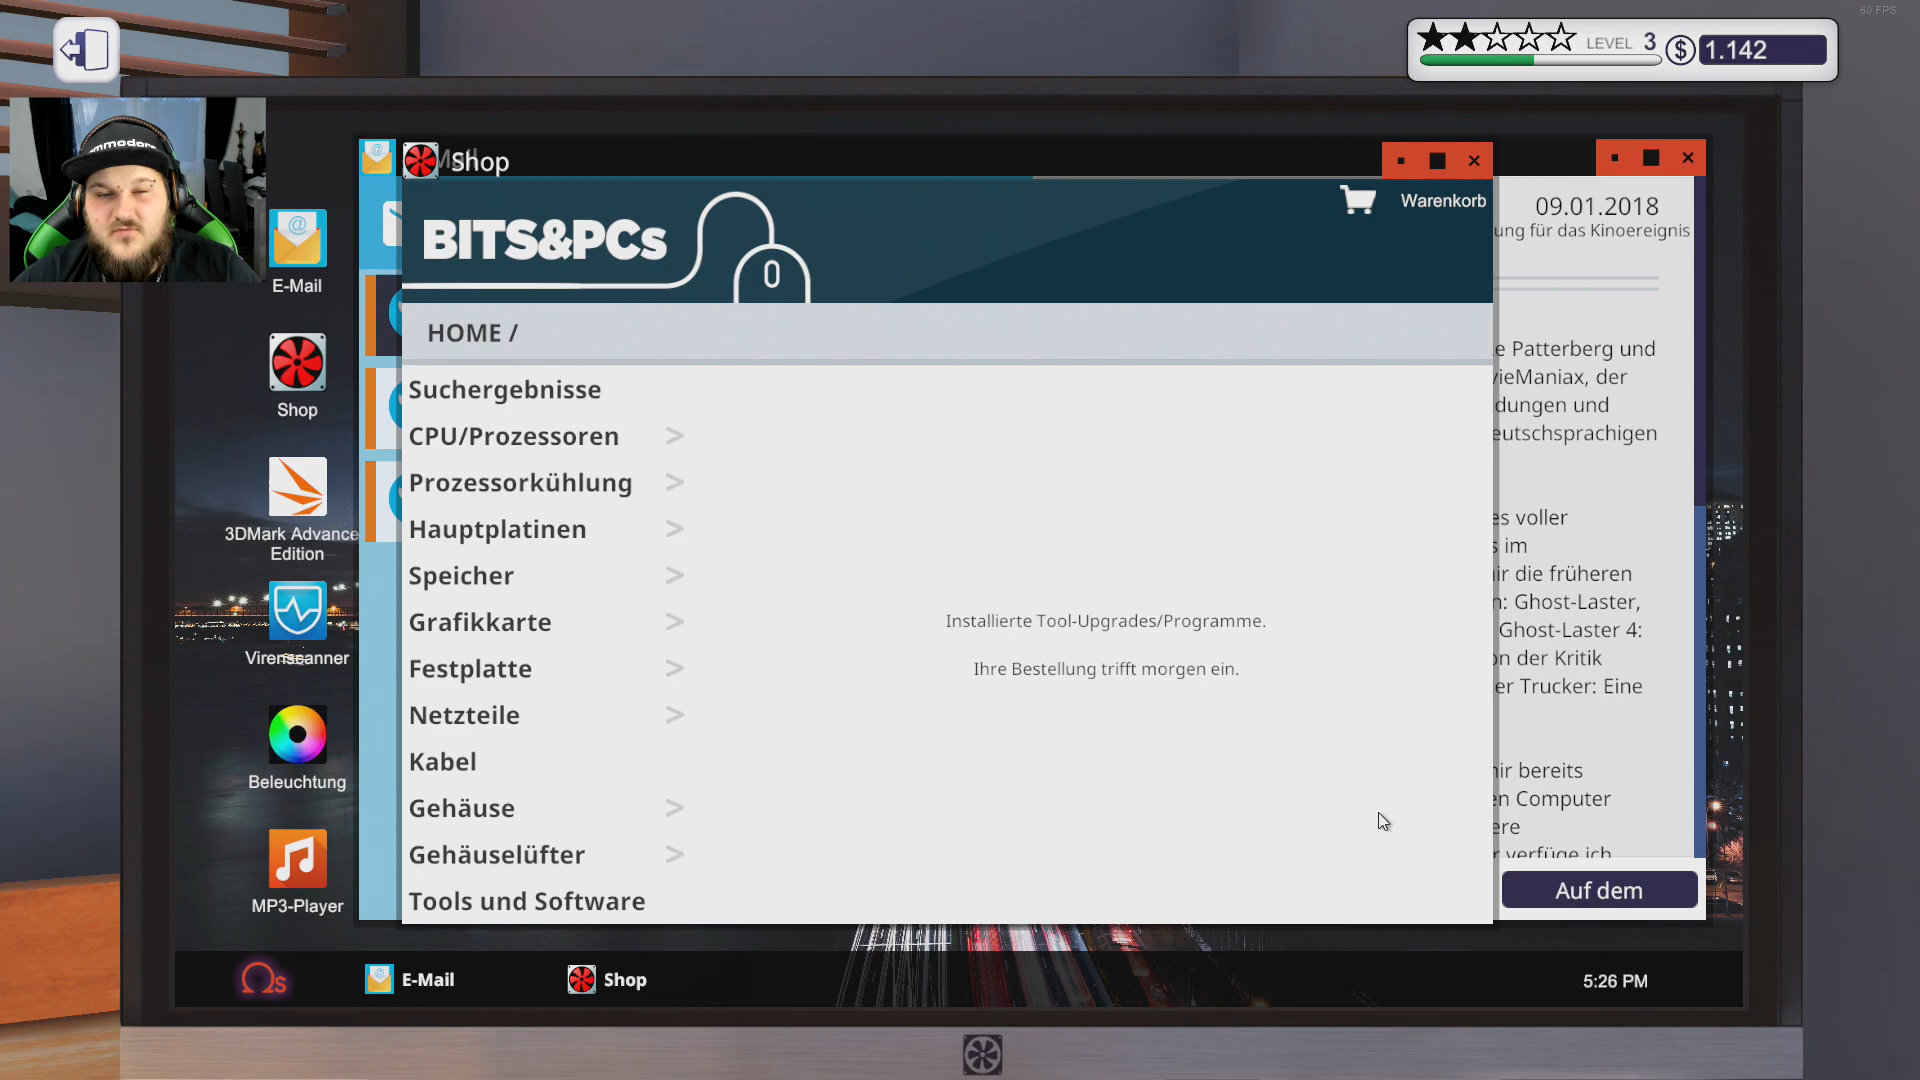 60 FPS
LEVEL 3
$ 1.142
commodore
Shop
Warenkorb
BITS&PCs
HOME /
Suchergebnisse
CPU/Prozessoren >
Prozessorkühlung >
Hauptplatinen >
Speicher >
Grafikkarte >
Festplatte >
Netzteile >
Kabel
Gehäuse >
Gehäuselüfter >
Tools und Software
Installierte Tool-Upgrades/Programme.
Ihre Bestellung trifft morgen ein.
09.01.2018
ung für das Kinoereignis
e Patterberg und
vieManiax, der
dungen und
eutschsprachigen
es voller
s im
ir die früheren
n: Ghost-Laster,
Ghost-Laster 4:
on der Kritik
er Trucker: Eine
ir bereits
en Computer
ere
r verfüge ich
Auf dem
E-Mail
Shop
3DMark Advance
Edition
Virenscanner
Beleuchtung
MP3-Player
Ωs
E-Mail
Shop
5:26 PM